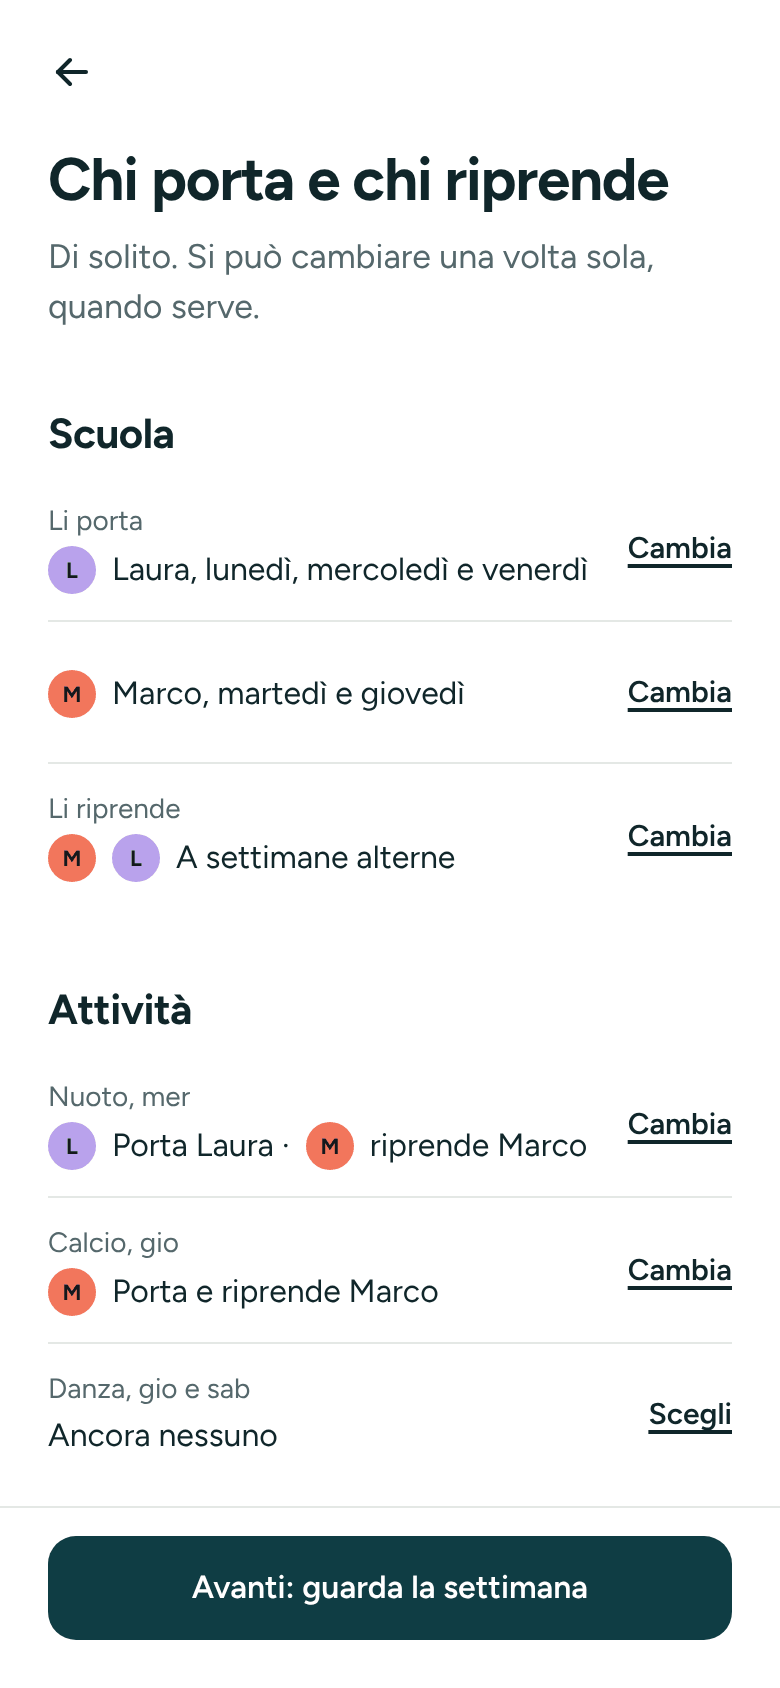 Chi porta e chi riprende
Di solito. Si può cambiare una volta sola,
quando serve.
Scuola
Li porta
L Laura, lunedì, mercoledì e venerdì Cambia
M Marco, martedì e giovedì Cambia
Li riprende
M L A settimane alterne Cambia
Attività
Nuoto, mer
L Porta Laura · M riprende Marco Cambia
Calcio, gio
M Porta e riprende Marco Cambia
Danza, gio e sab
Ancora nessuno Scegli
Avanti: guarda la settimana